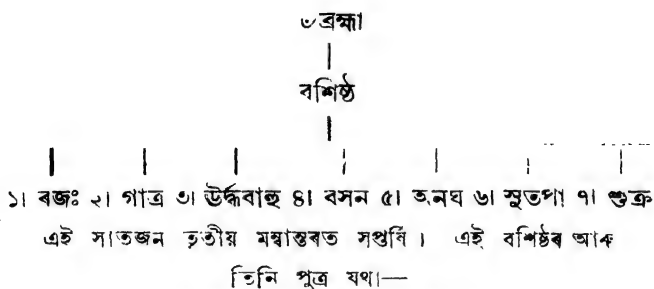 ৺ব্রহ্মা
বশিষ্ঠ
১। ৰজঃ ২। গাত্র ৩। উৰ্দ্ধবাহু ৪। বসন ৫। অনঘ ৬। সুতপা ৭। শুক্র
এই সাতজন তৃতীয় মন্বান্তৰত সপ্তৰ্ষি। এই বশিষ্ঠৰ আৰু
তিনি পুত্র যথা—